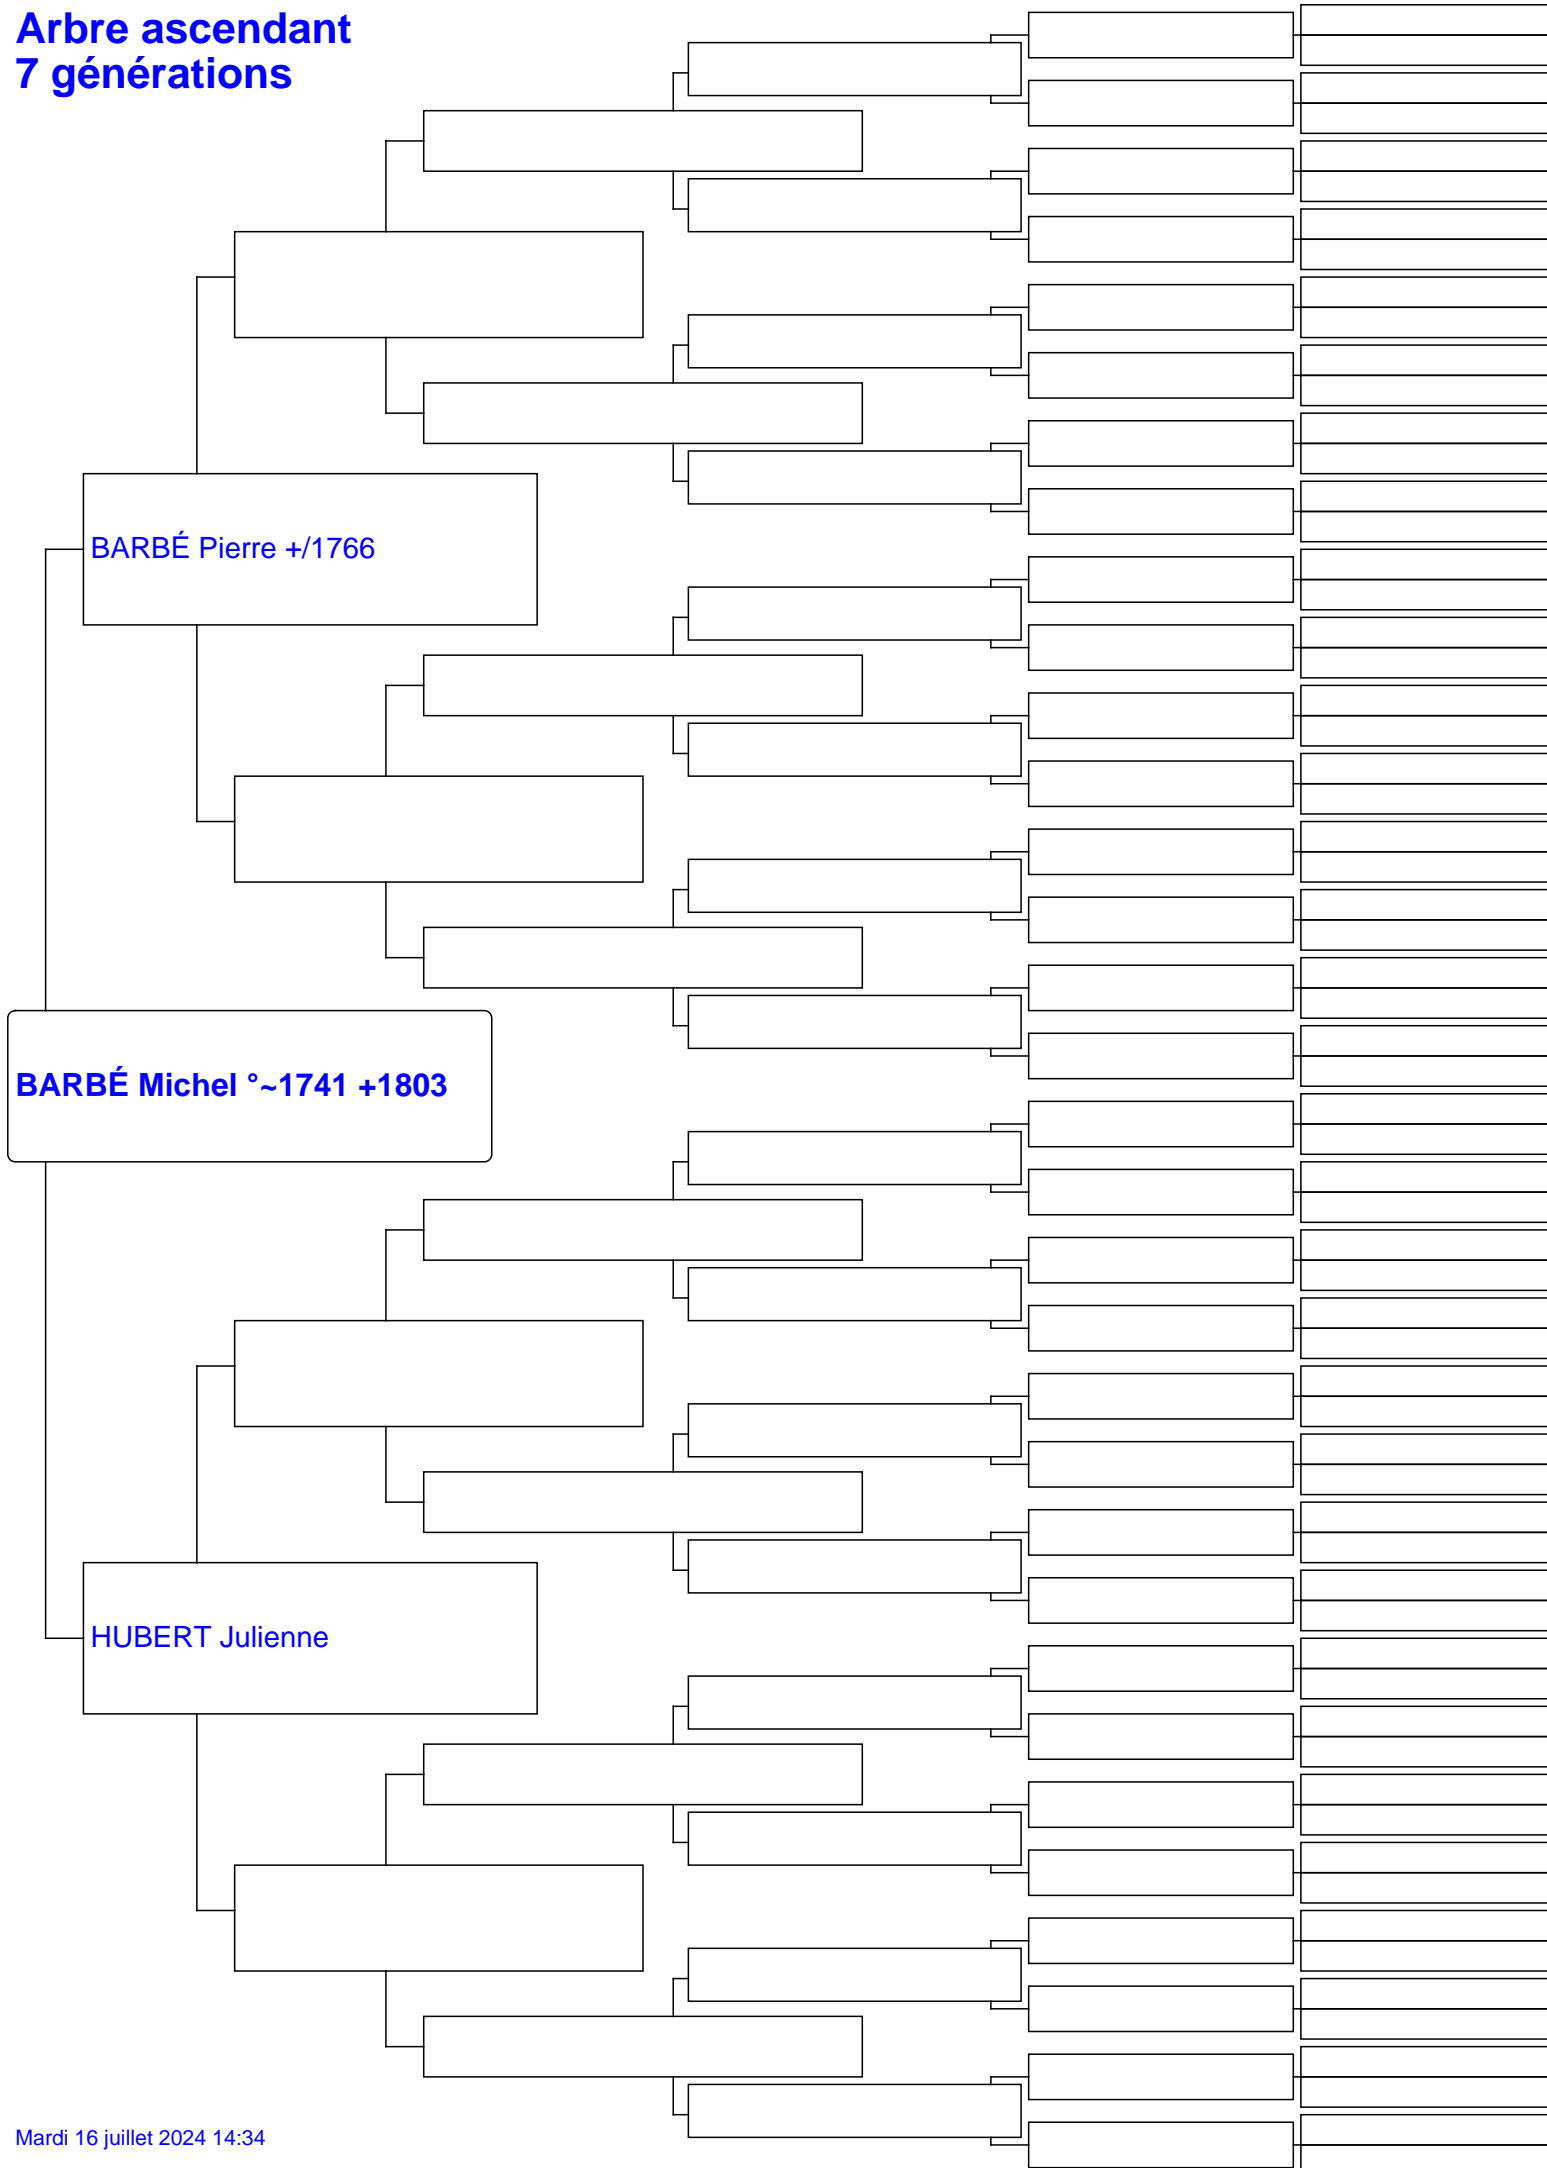 Arbre ascendant
7 générations
BARBÉ Pierre +/1766
BARBÉ Michel °~1741 +1803
HUBERT Julienne
Mardi 16 juillet 2024 14:34